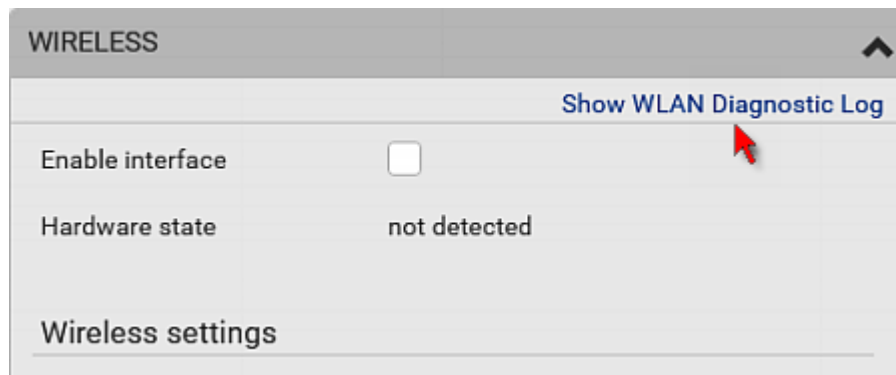 WIRELESS
Show WLAN Diagnostic Log
Enable interface
Hardware state not detected
Wireless settings